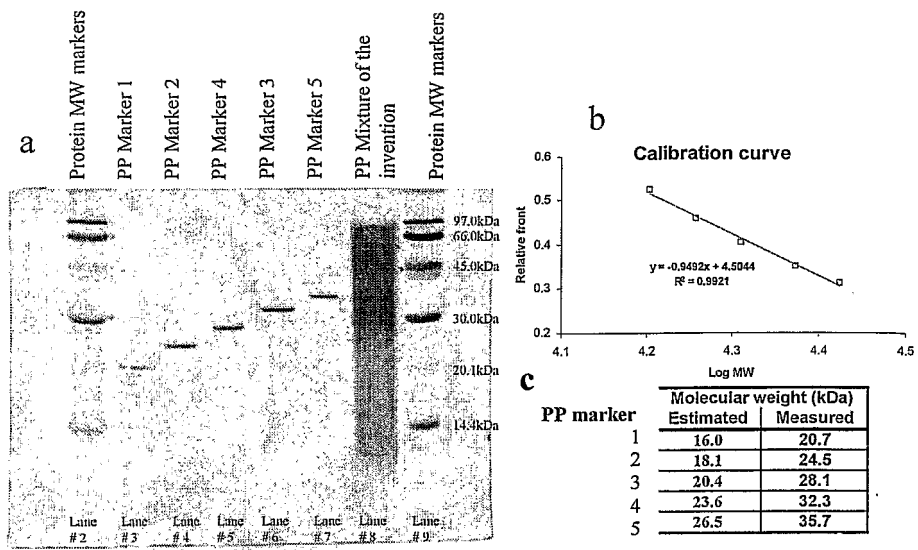 a
Protein MW markers
PP Marker 1
PP Marker 2
PP Marker 4
PP Marker 3
PP Marker 5
PP Mixture of the
invention
Protein MW markers
97.0kDa
66.0kDa
45.0kDa
30.0kDa
20.1kDa
14.4kDa
Lane
#2
Lane
#3
Lane
#4
Lane
#5
Lane
#6
Lane
#7
Lane
#8
Lane
#9
b
Calibration curve
Relative front
0.6
0.5
0.4
0.3
0.2
y = -0.9492x + 4.5044
R² = 0.9921
4.1 4.2 4.3 4.4 4.5
Log MW
c
PP marker
Molecular weight (kDa)
Estimated Measured
1 16.0 20.7
2 18.1 24.5
3 20.4 28.1
4 23.6 32.3
5 26.5 35.7